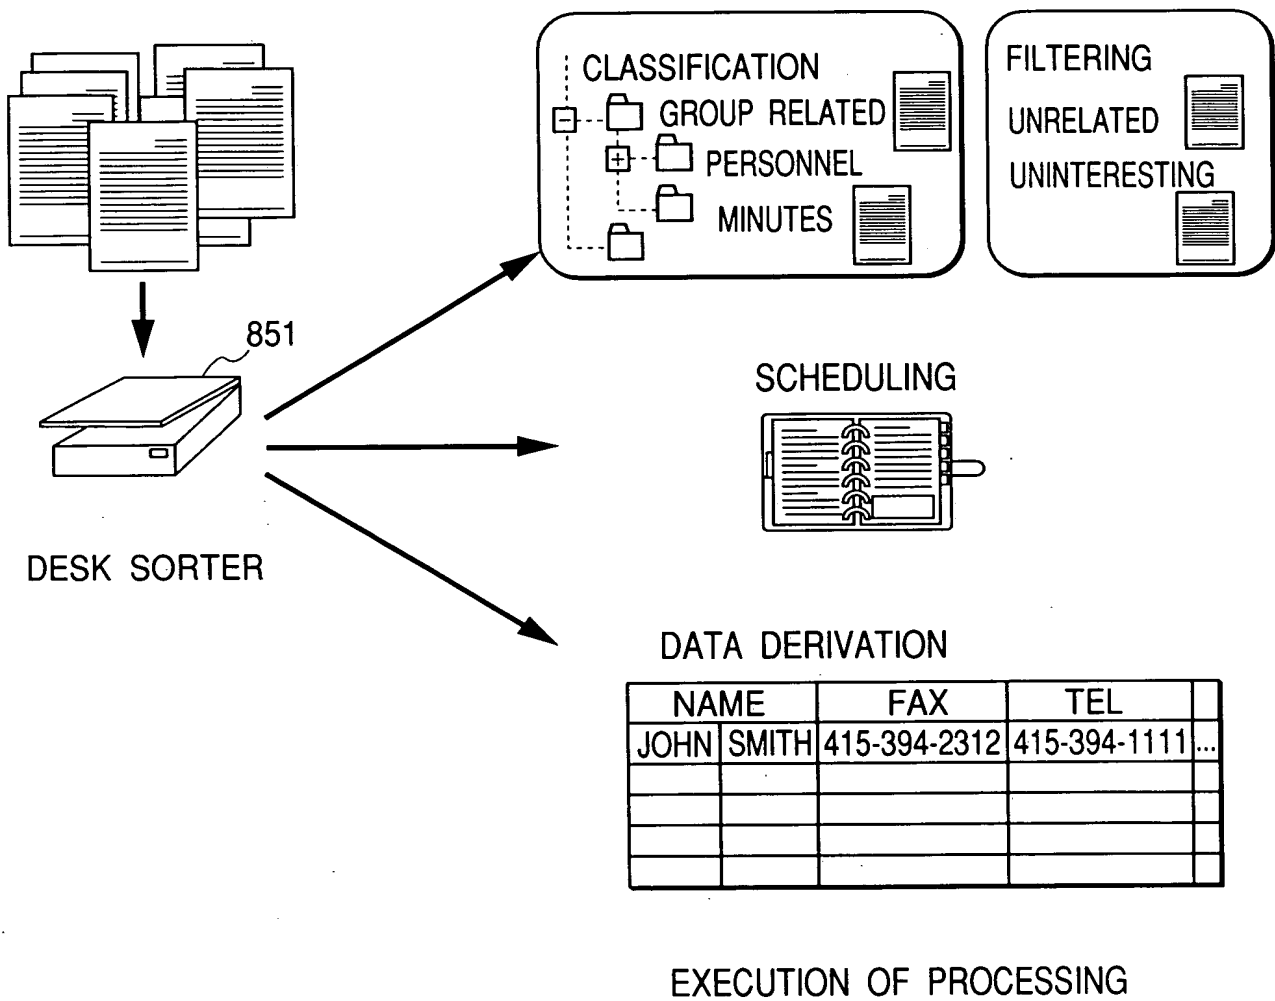 CLASSIFICATION
GROUP RELATED
PERSONNEL
MINUTES
FILTERING
UNRELATED
UNINTERESTING
851
DESK SORTER
SCHEDULING
DATA DERIVATION
NAME FAX TEL
JOHN SMITH 415-394-2312 415-394-1111 ...
EXECUTION OF PROCESSING